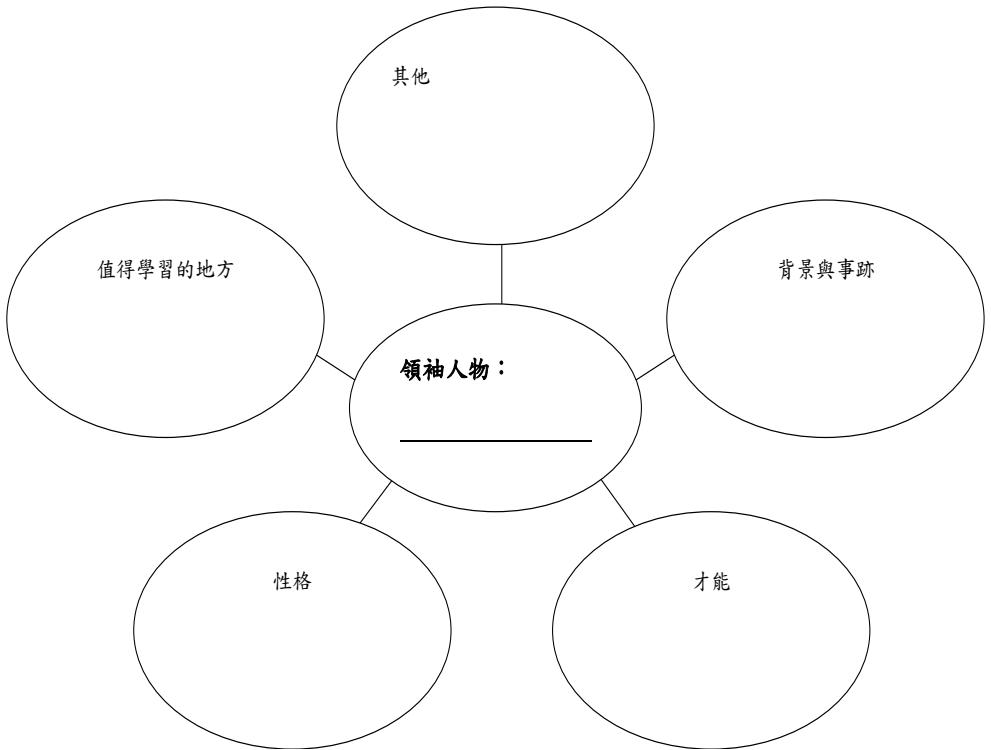 其他
值得學習的地方
背景與事跡
領袖人物：
性格
才能